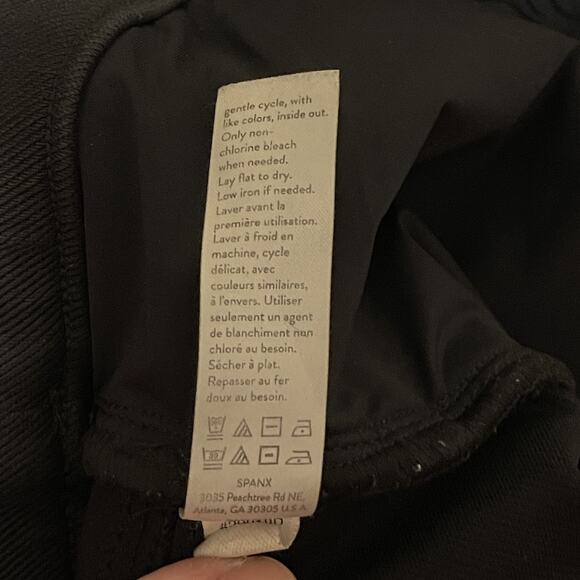 gentle cycle, with
like colors, inside out.
Only non-
chlorine bleach
when needed.
Lay flat to dry.
Low iron if needed.
Laver avant la
première utilisation.
Laver à froid en
machine, cycle
délicat, avec
couleurs similaires,
à l'envers. Utiliser
seulement un agent
de blanchiment non
chloré au besoin.
Sécher à plat.
Repasser au fer
doux au besoin.
30
SPANX
3035 Peachtree Rd NE,
Atlanta, GA 30305 U.S.A